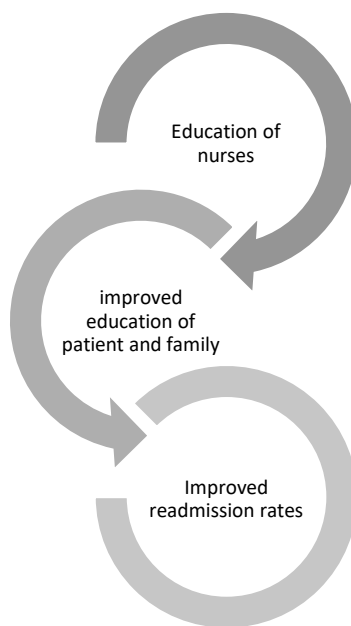 Education of
nurses
improved
education of
patient and family
Improved
readmission rates